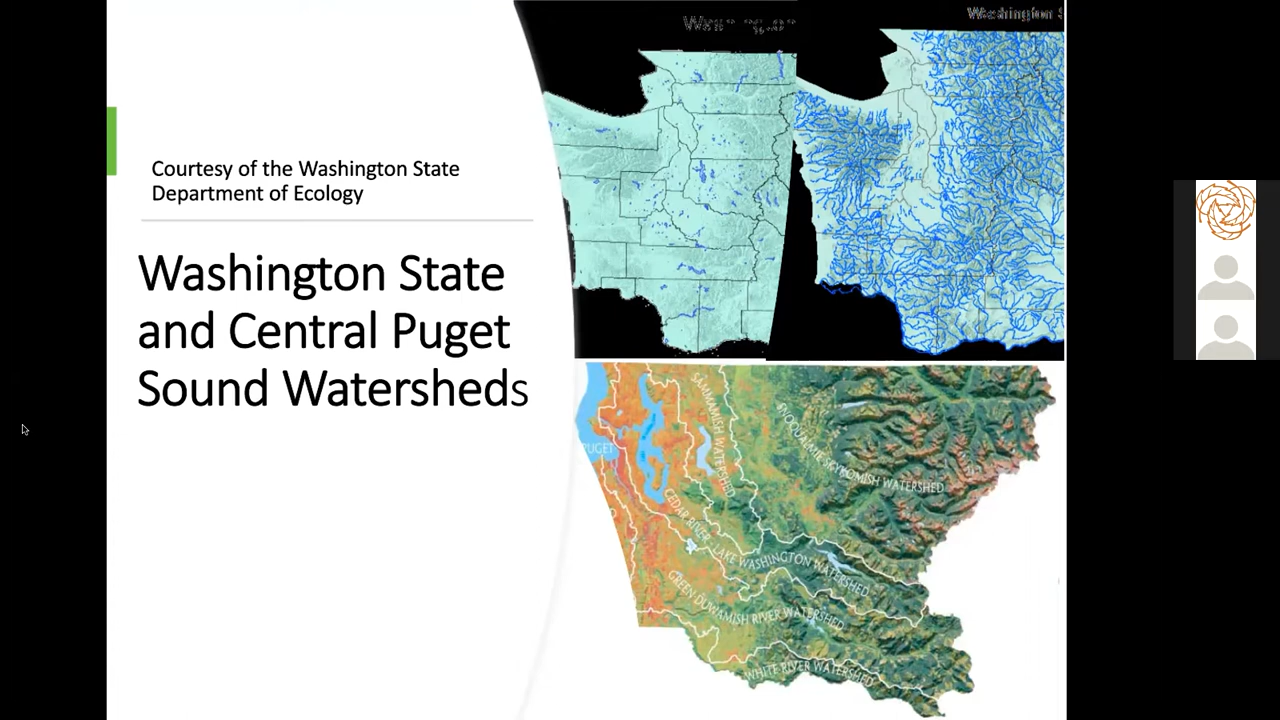 Courtesy of the Washington State
Department of Ecology
Washington State
and Central Puget
Sound Watersheds
Washington
PUGET
SAMMAMISH WATERSHED
SNOQUALMIE SKYKOMISH WATERSHED
CEDAR RIVER - LAKE WASHINGTON WATERSHED
GREEN DUWAMISH RIVER WATERSHED
WHITE RIVER WATERSHED